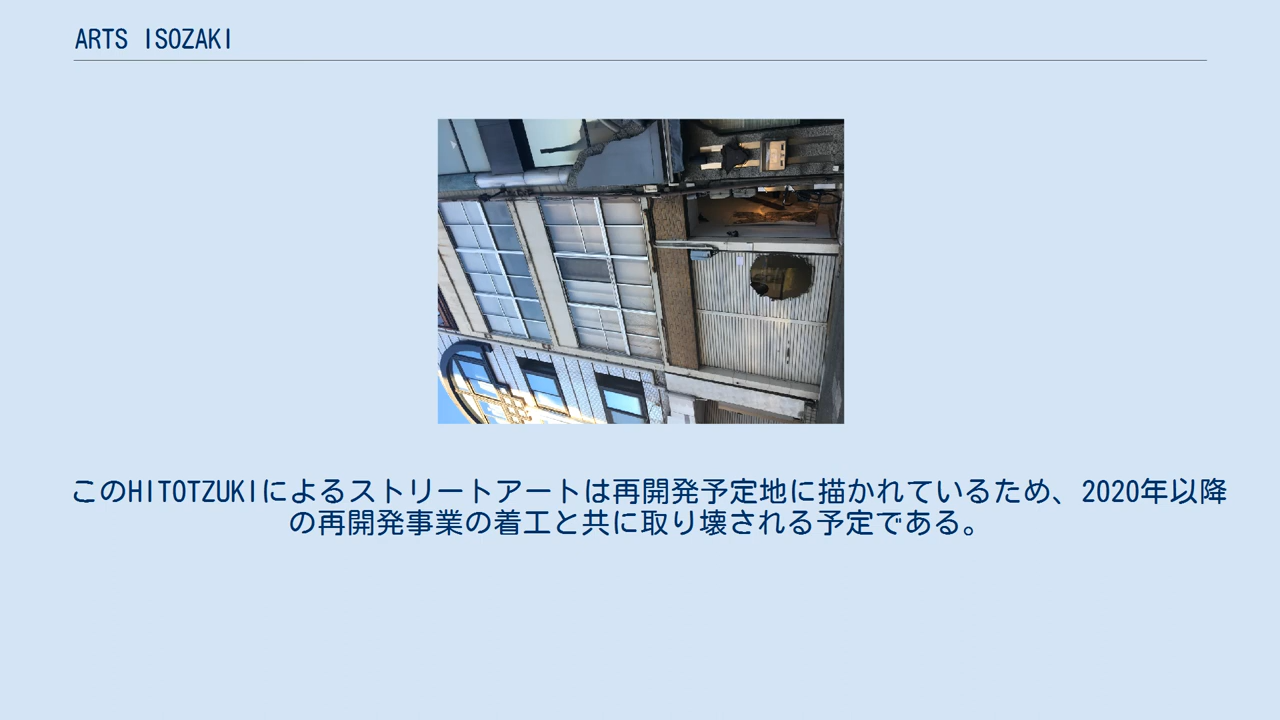 ARTS ISOZAKI
このHITOTZUKIによるストリートアートは再開発予定地に描かれているため、2020年以降
の再開発事業の着工と共に取り壊される予定である。